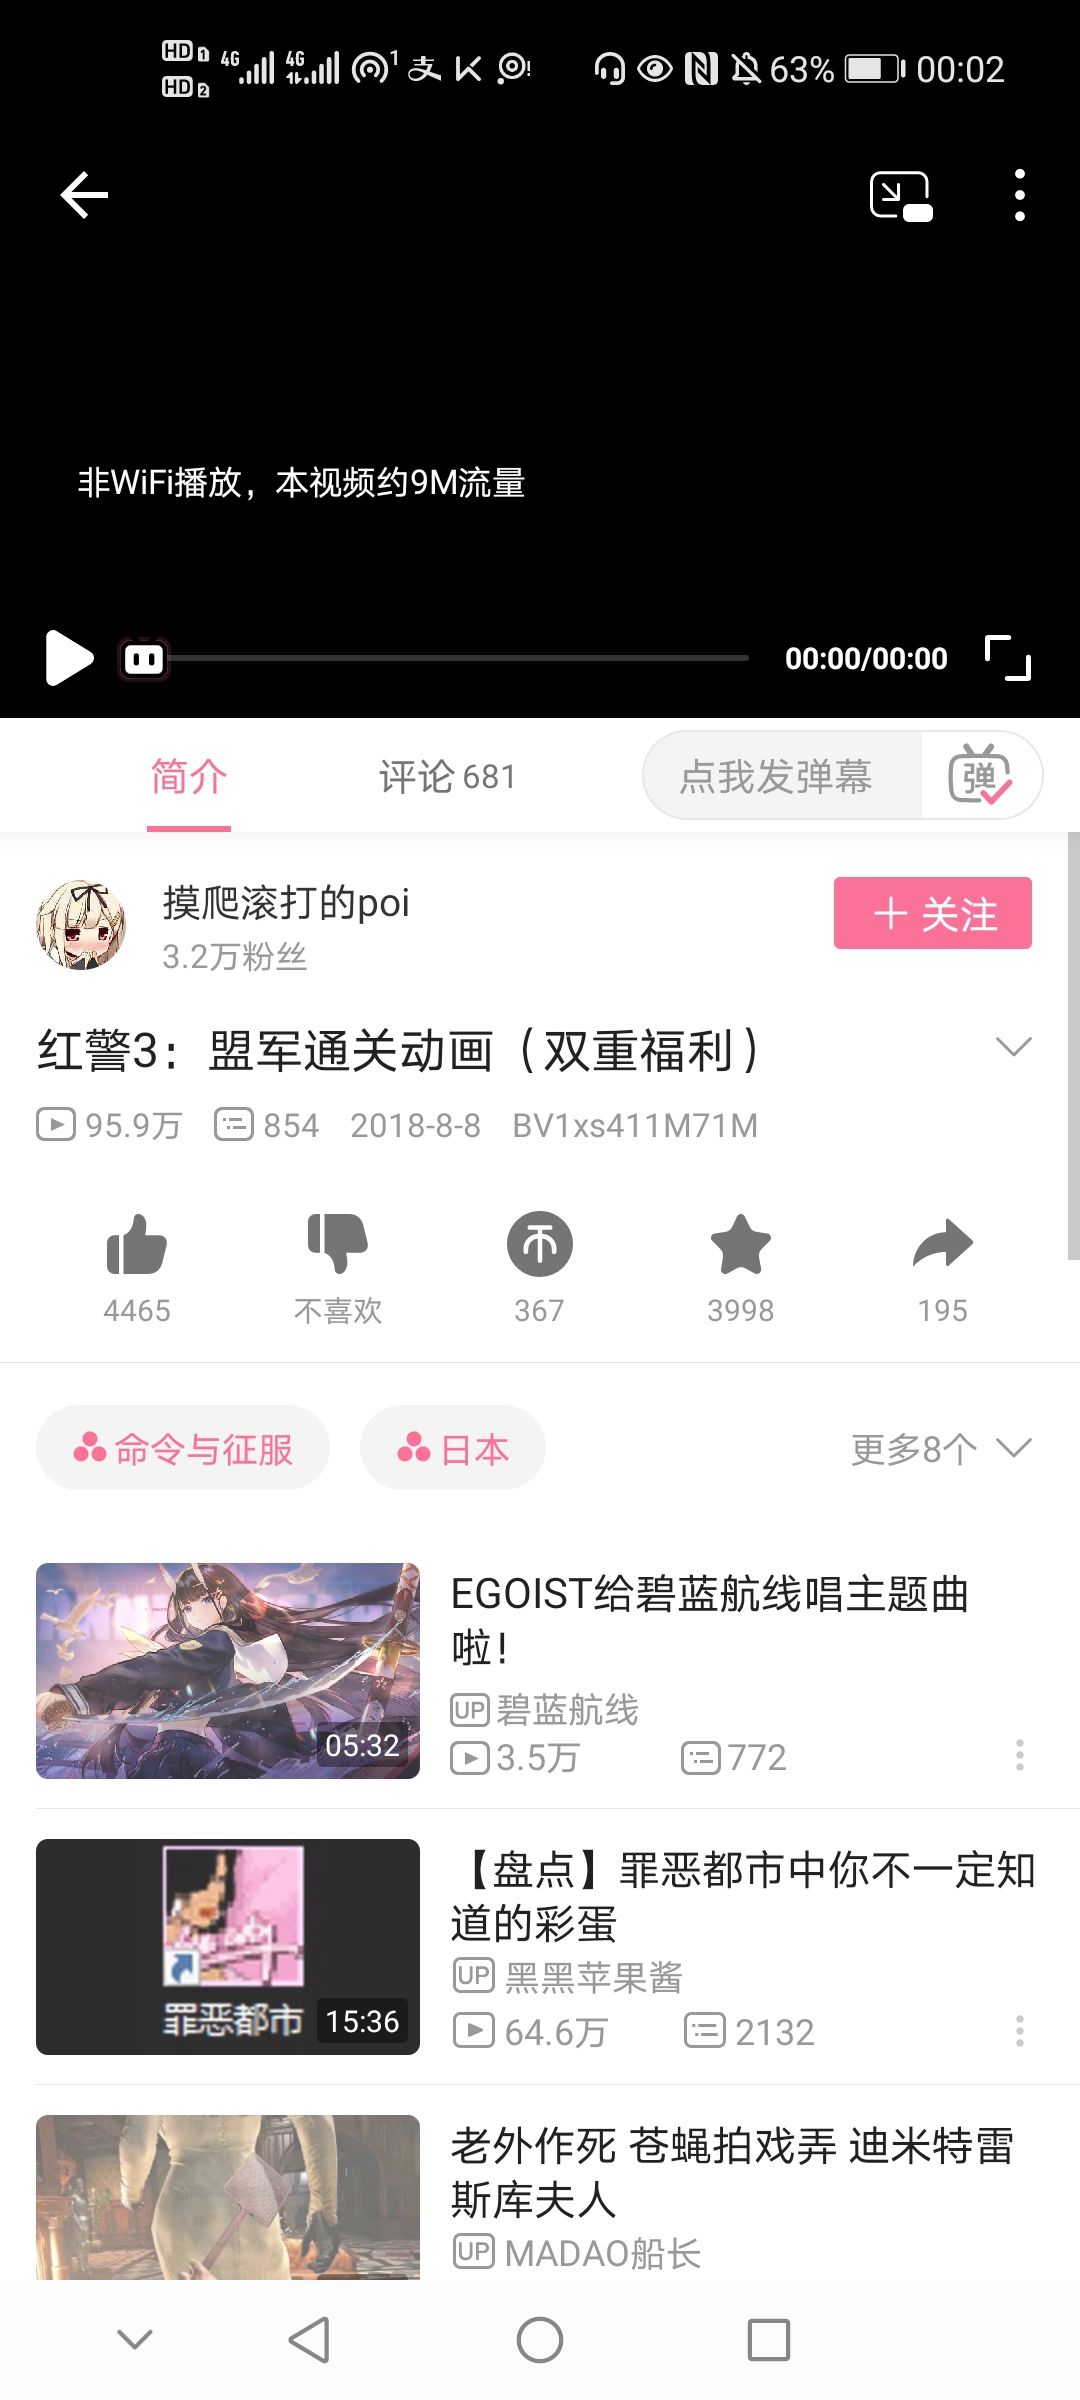 HD 1 4G 4G 1 支 63% 00:02
HD 2
非WiFi播放，本视频约9M流量
00:00/00:00
简介 评论 681 点我发弹幕 弹
摸爬滚打的poi
3.2万粉丝
关注
红警3：盟军通关动画（双重福利）
95.9万 854 2018-8-8 BV1xs411M71M
4465 不喜欢 367 3998 195
命令与征服 日本 更多8个
EGOIST给碧蓝航线唱主题曲
啦！
UP 碧蓝航线
05:32
3.5万 772
【盘点】罪恶都市中你不一定知
道的彩蛋
UP 黑黑苹果酱
罪恶都市 15:36
64.6万 2132
老外作死 苍蝇拍戏弄 迪米特雷
斯库夫人
UP MADAO船长